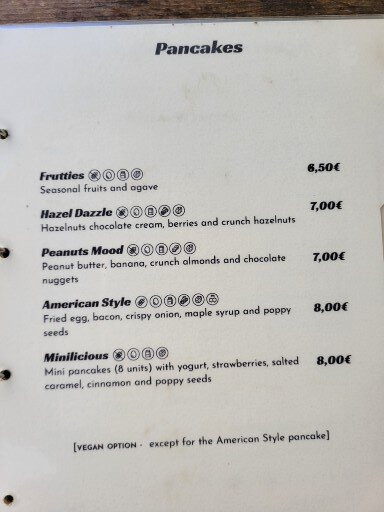 Pancakes
Frutties 6,50€
Seasonal fruits and agave
Hazel Dazzle 7,00€
Hazelnuts chocolate cream, berries and crunch hazelnuts
Peanuts Mood 7,00€
Peanut butter, banana, crunch almonds and chocolate
nuggets
American Style 8,00€
Fried egg, bacon, crispy onion, maple syrup and poppy
seeds
Minilicious 8,00€
Mini pancakes (8 units) with yogurt, strawberries, salted
caramel, cinnamon and poppy seeds
[VEGAN OPTION - except for the American Style pancake]